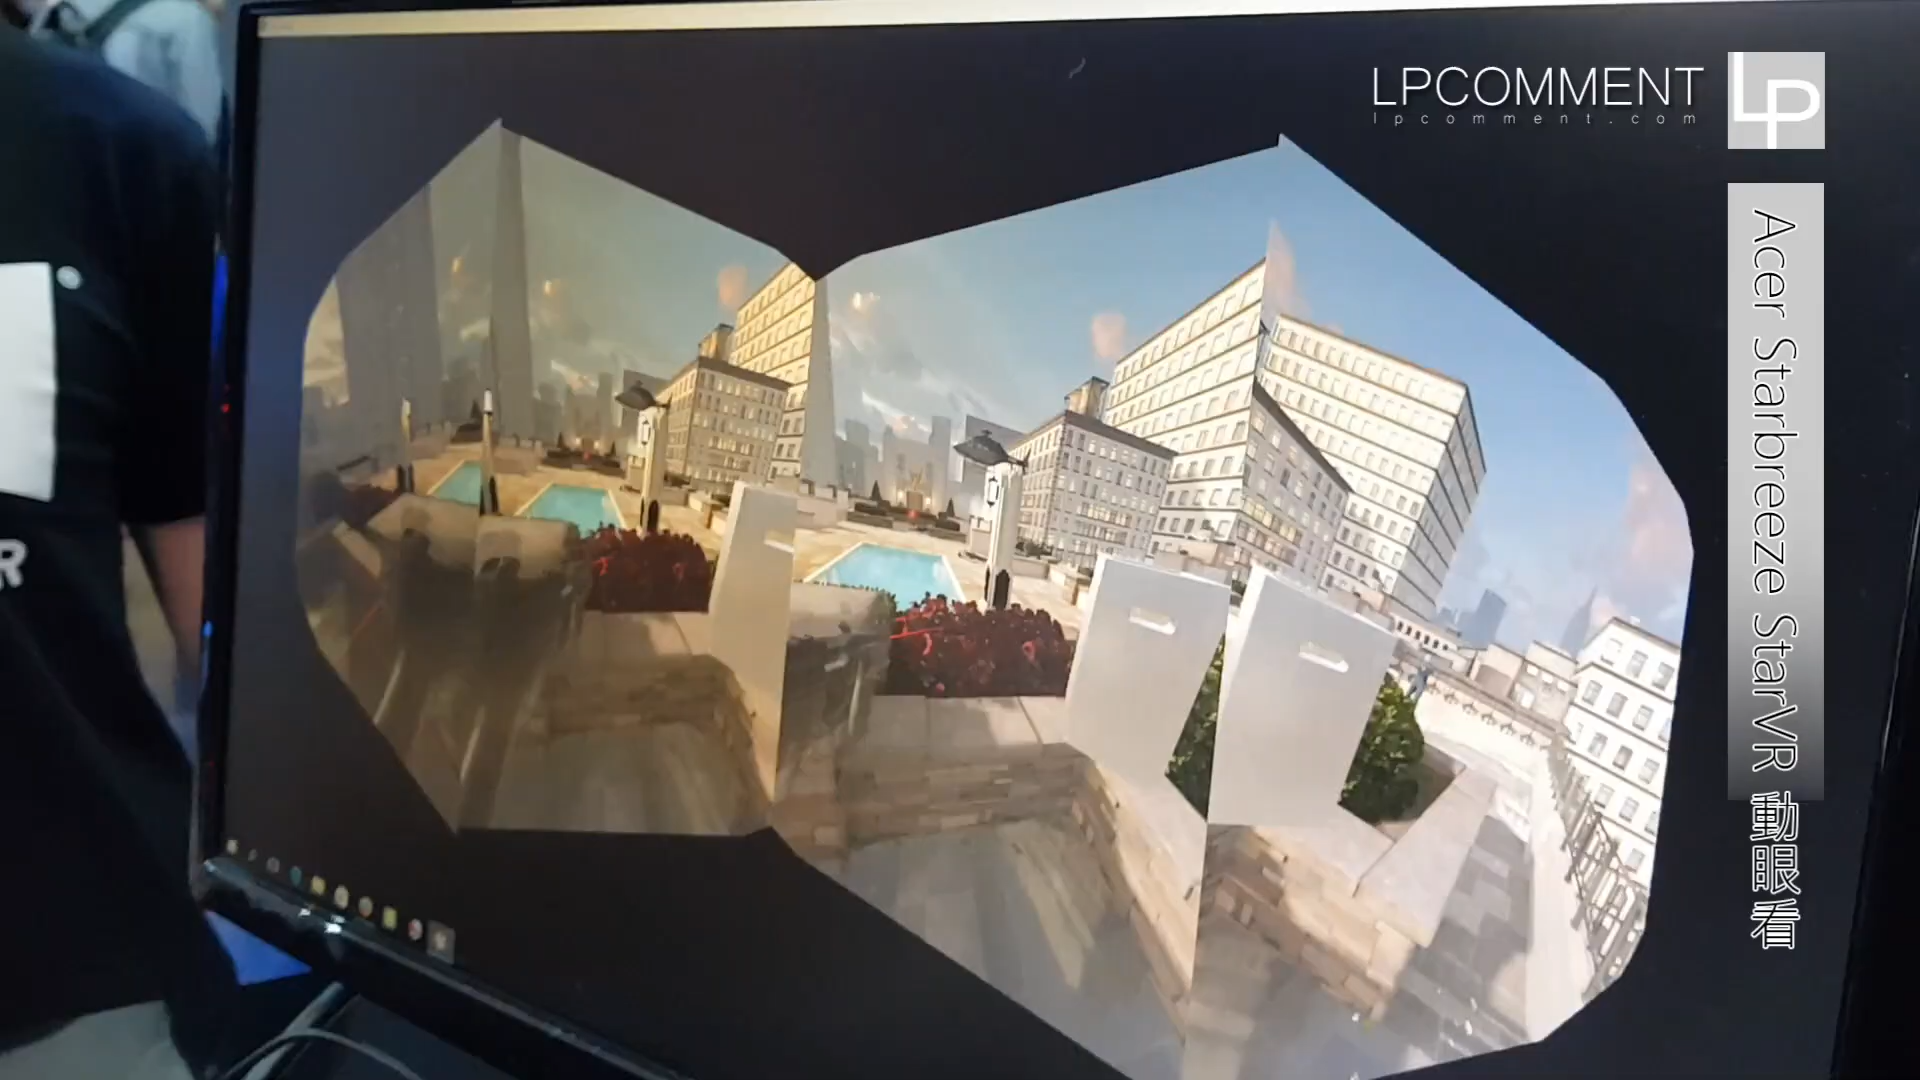 LPCOMMENT
lpcomment.com
LP
Acer Starbreeze StarVR 動眼看
R